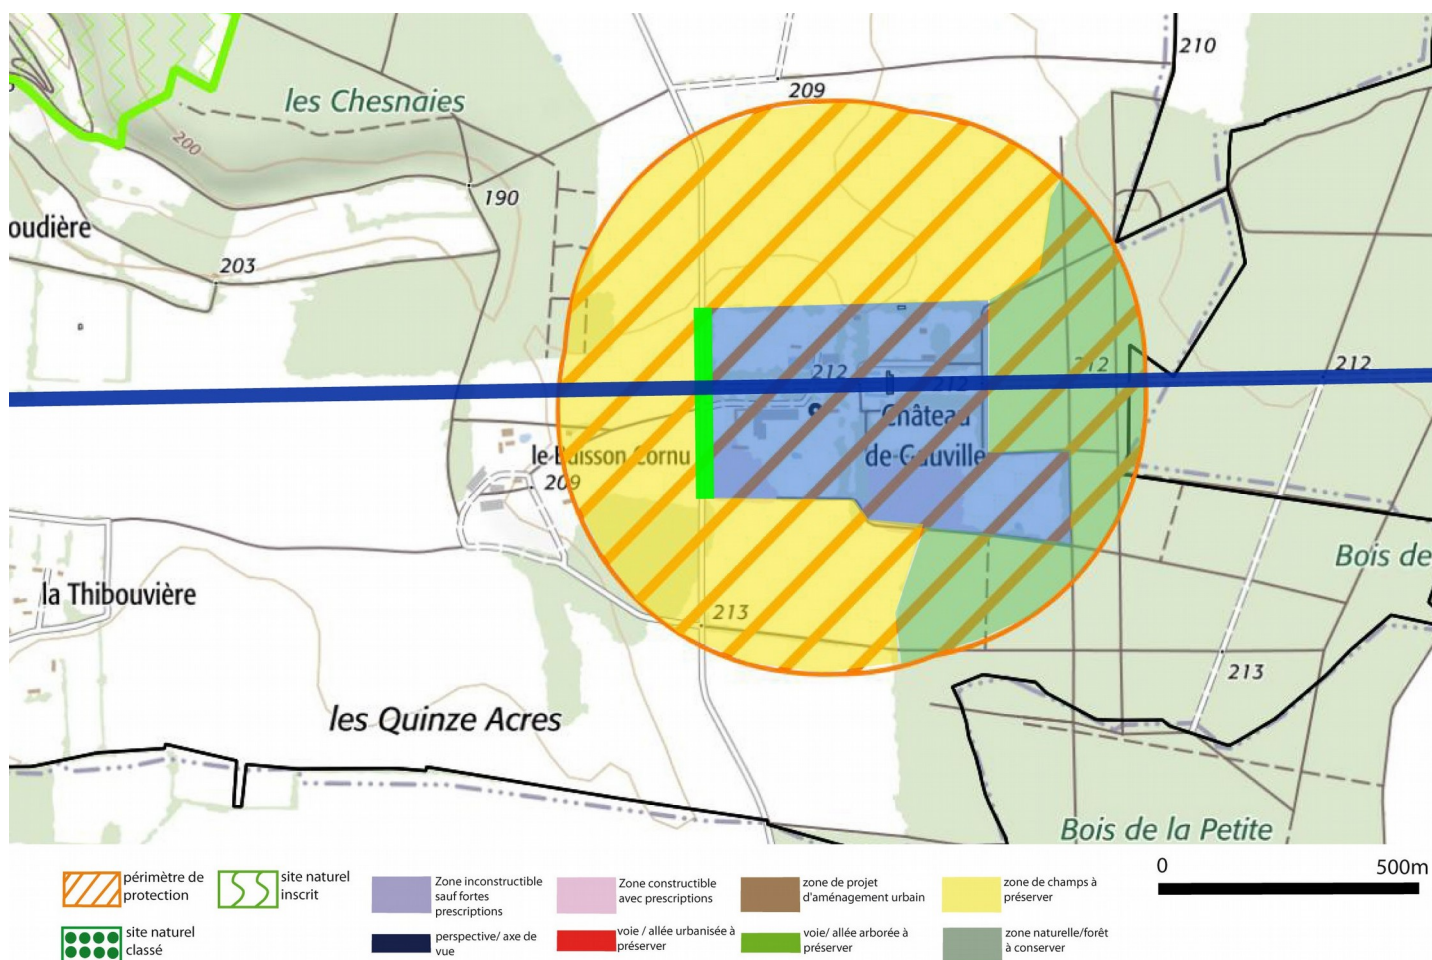 210
209
les Chesnaies
200
190
oudière
203
212
212
212
212
Château
de Gauville
le Buisson Cornu
209
Bois de
la Thibouvière
213
213
les Quinze Acres
Bois de la Petite
0 500m
périmètre de
protection
site naturel
inscrit
site naturel
classé
Zone inconstructible
sauf fortes
prescriptions
Zone constructible
avec prescriptions
zone de projet
d'aménagement urbain
zone de champs à
préserver
perspective/ axe de
vue
voie / allée urbanisée à
préserver
voie/ allée arborée à
préserver
zone naturelle/forêt
à conserver